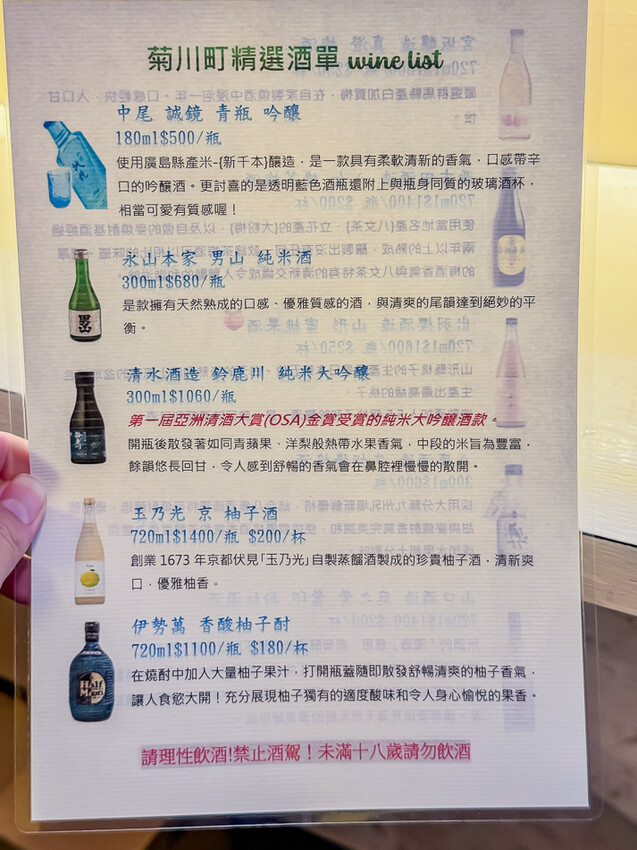 菊川町精選酒單 wine list
中尾 誠鏡 青瓶 吟釀
180ml$500/瓶
使用廣島縣產米-{新千本}釀造，是一款具有柔軟清新的香氣，口感帶辛
口的吟釀酒。更討喜的是透明藍色酒瓶還附上與瓶身同質的玻璃酒杯，
相當可愛有質感喔！
永山本家 男山 純米酒
300ml$680/瓶
是款擁有天然熟成的口感、優雅質感的酒，與清爽的尾韻達到絕妙的平
衡。
清水酒造 鈴鹿川 純米大吟釀
300ml$1060/瓶
第一屆亞洲清酒大賞(OSA)金賞受賞的純米大吟釀酒款。
開瓶後散發著如同青蘋果、洋梨般熱帶水果香氣，中段的米旨為豐富，
餘韻悠長回甘，令人感到舒暢的香氣會在鼻腔裡慢慢的散開。
玉乃光 京 柚子酒
720ml$1400/瓶 $200/杯
創業1673年京都伏見｢玉乃光｣自製蒸餾酒製成的珍貴柚子酒，清新爽
口，優雅柚香。
伊勢萬 香酸柚子酎
720ml$1100/瓶 $180/杯
在燒酎中加入大量柚子果汁，打開瓶蓋隨即散發舒暢清爽的柚子香氣，
讓人食慾大開！充分展現柚子獨有的適度酸味和令人身心愉悅的果香。
Half
Moon
請理性飲酒!禁止酒駕！未滿十八歲請勿飲酒